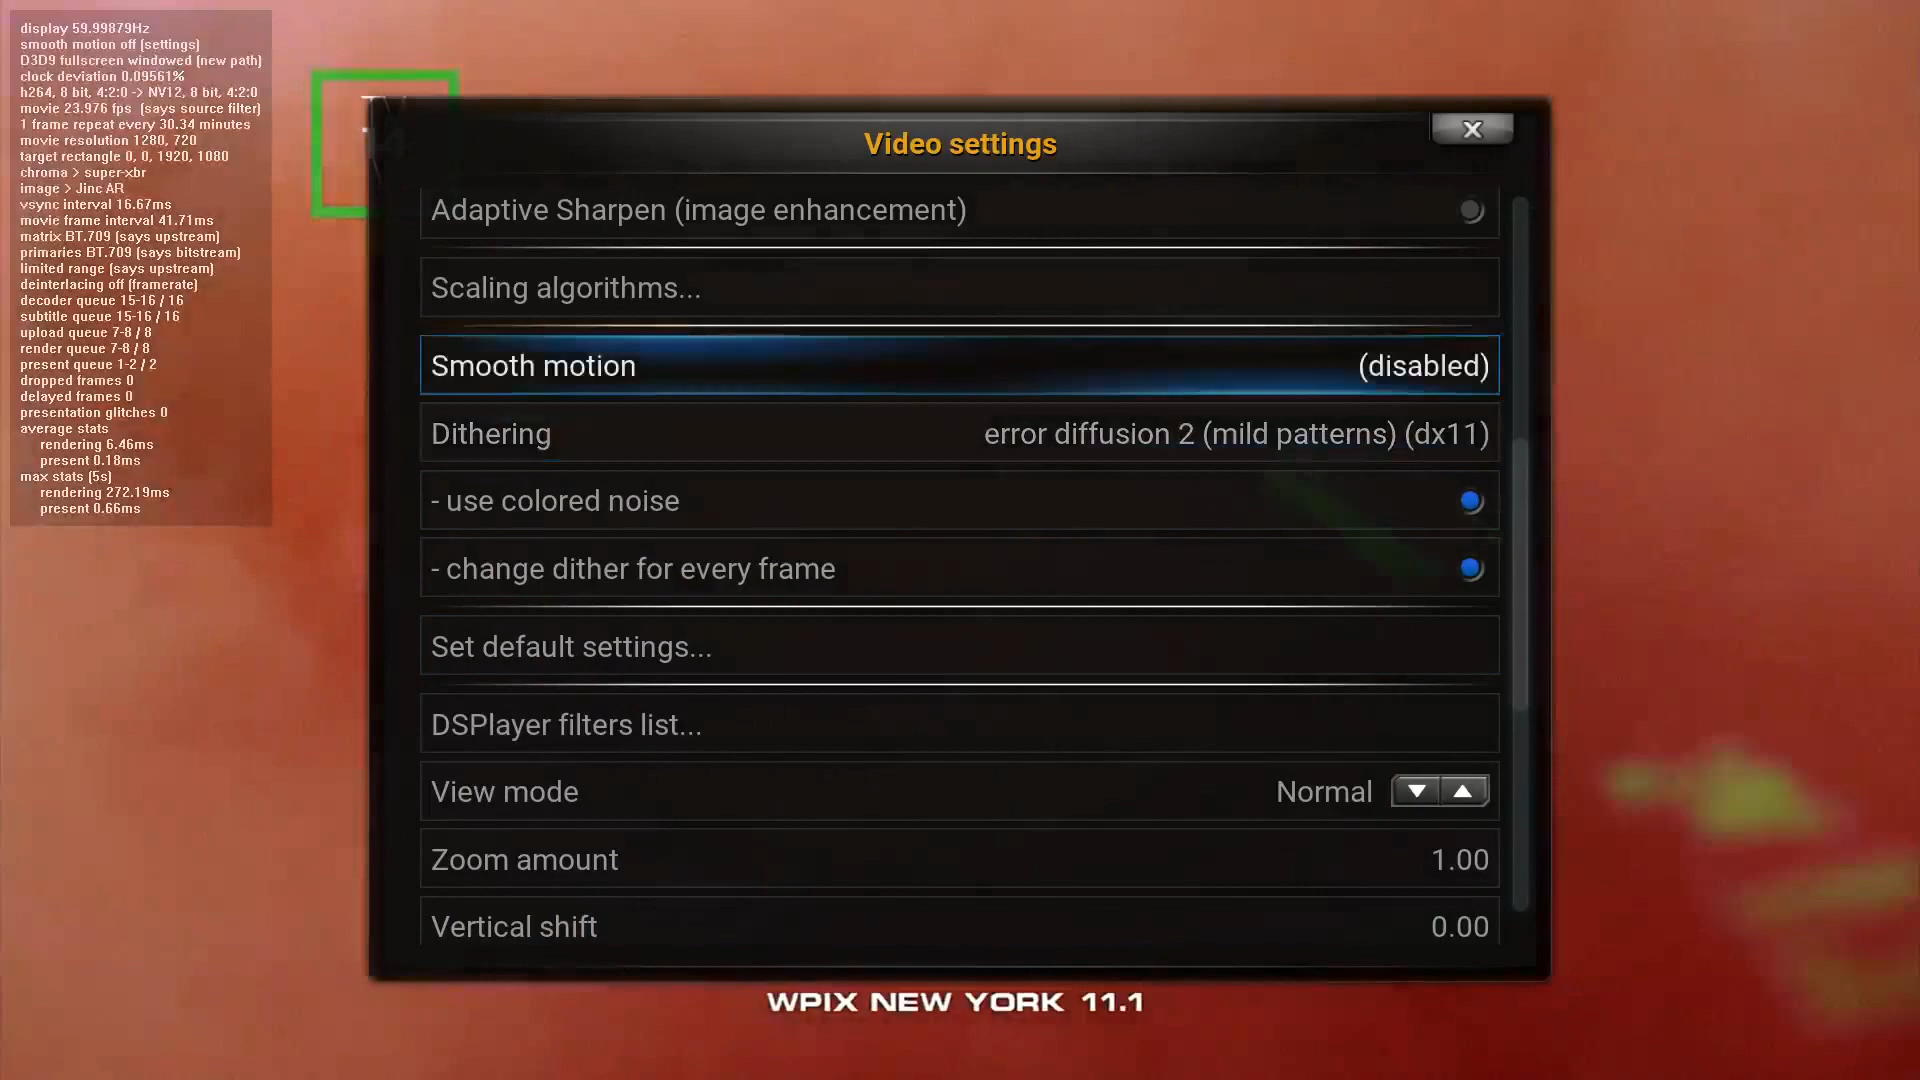 display 59.99879Hz
smooth motion off (settings)
D3D9 fullscreen windowed (new path)
clock deviation 0.09561%
h264, 8 bit, 4:2:0 -> NV12, 8 bit, 4:2:0
movie 23.976 fps  (says source filter)
1 frame repeat every 30.34 minutes
movie resolution 1280, 720
target rectangle 0, 0, 1920, 1080
chroma > super-xbr
image > Jinc AR
vsync interval 16.67ms
movie frame interval 41.71ms
matrix BT.709 (says upstream)
primaries BT.709 (says bitstream)
limited range (says upstream)
deinterlacing off (framerate)
decoder queue 15-16 / 16
subtitle queue 15-16 / 16
upload queue 7-8 / 8
render queue 7-8 / 8
present queue 1-2 / 2
dropped frames 0
delayed frames 0
presentation glitches 0
average stats
rendering 6.46ms
present 0.18ms
max stats (5s)
rendering 272.19ms
present 0.66ms
Video settings
Adaptive Sharpen (image enhancement)
Scaling algorithms...
Smooth motion (disabled)
Dithering error diffusion 2 (mild patterns) (dx11)
- use colored noise
- change dither for every frame
Set default settings...
DSPlayer filters list...
View mode Normal
Zoom amount 1.00
Vertical shift 0.00
WPIX NEW YORK 11.1